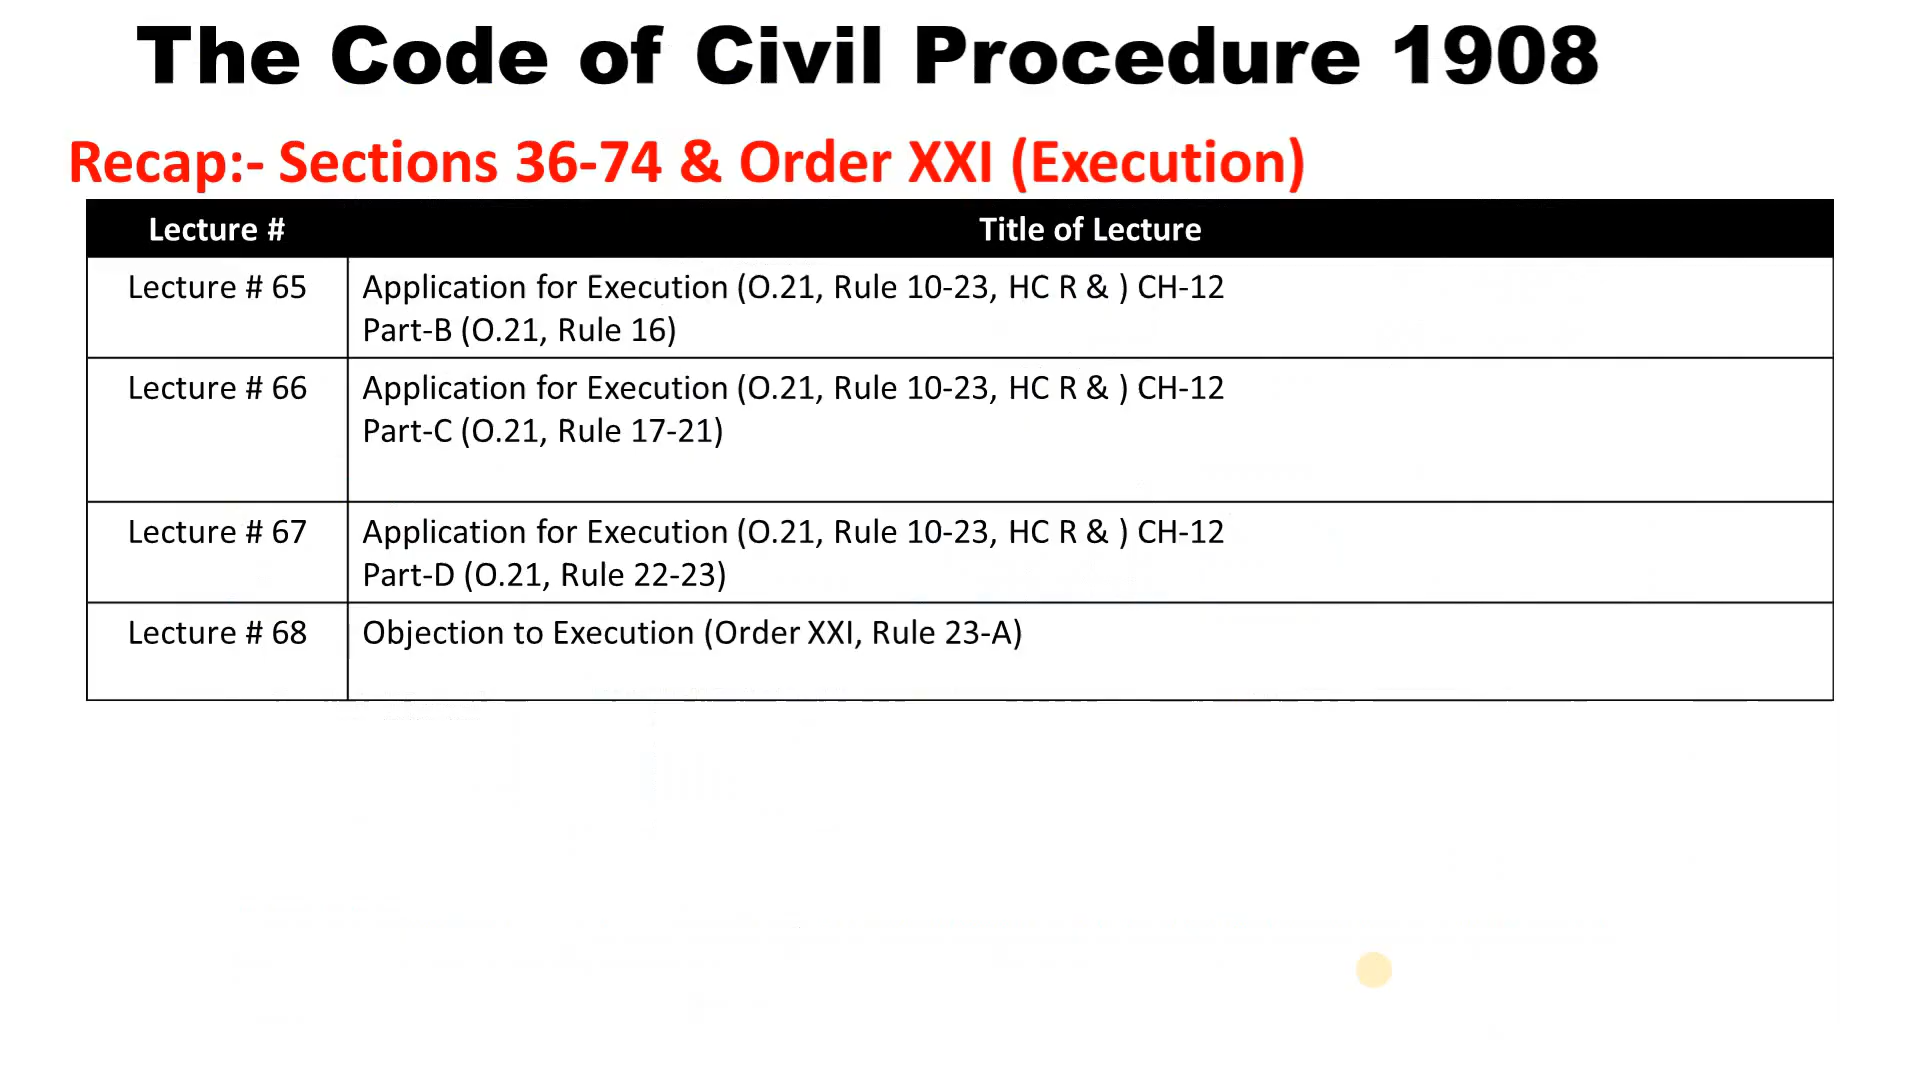 The Code of Civil Procedure 1908
Recap:- Sections 36-74 & Order XXI (Execution)
Lecture # Title of Lecture
Lecture # 65 Application for Execution (O.21, Rule 10-23, HC R & ) CH-12
Part-B (O.21, Rule 16)
Lecture # 66 Application for Execution (O.21, Rule 10-23, HC R & ) CH-12
Part-C (O.21, Rule 17-21)
Lecture # 67 Application for Execution (O.21, Rule 10-23, HC R & ) CH-12
Part-D (O.21, Rule 22-23)
Lecture # 68 Objection to Execution (Order XXI, Rule 23-A)